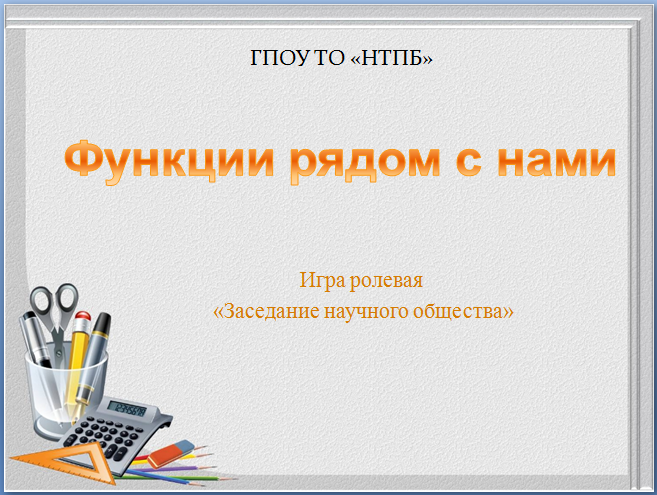 ГПОУ ТО «НТПБ»
Функции рядом с нами
Игра ролевая
«Заседание научного общества»